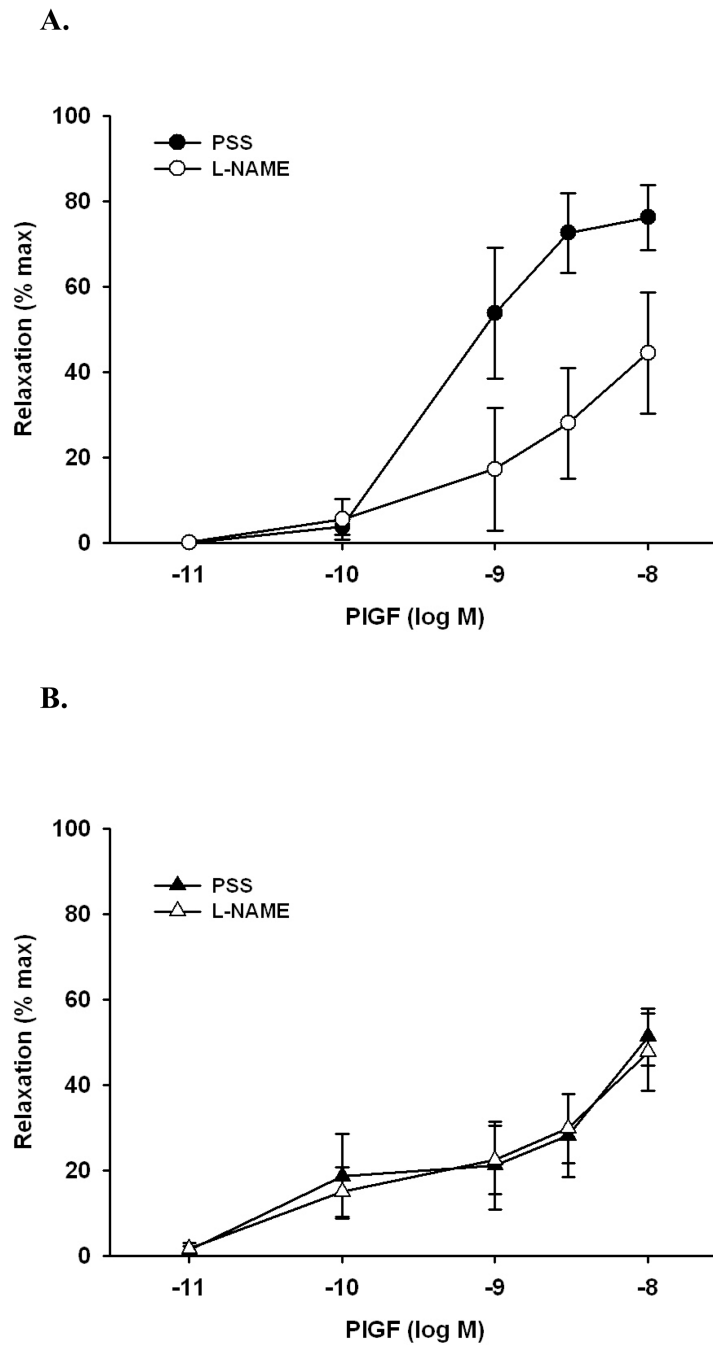 A.
100
80
60
40
20
0
Relaxation (% max)
PSS
L-NAME
-11 -10 -9 -8
PIGF (log M)
B.
100
80
60
40
20
0
Relaxation (% max)
PSS
L-NAME
-11 -10 -9 -8
PIGF (log M)